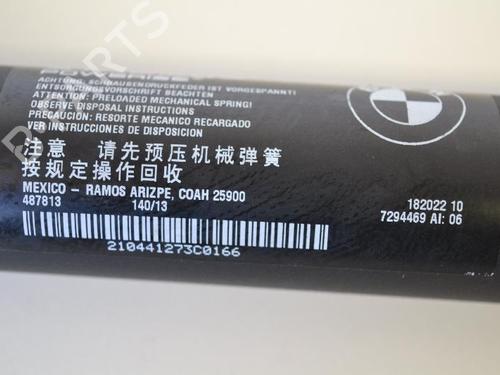 POWERISE
ACHTUNG: SCHRAUBENDRUCKFEDER IST VORGESPANNT!
ENTSORGUNGSVORSCHRIFT BEACHTEN
ATTENTION: PRELOADED MECHANICAL SPRING!
OBSERVE DISPOSAL INSTRUCTIONS
PRECAUCION: RESORTE MECANICO RECARGADO
VER INSTRUCCIONES DE DISPOSICION
注意 请先预压机械弹簧
按规定操作回收
MEXICO – RAMOS ARIZPE, COAH 25900
487813 140/13
210441273C0166
182022 10
7294469 AI: 06
PARTS